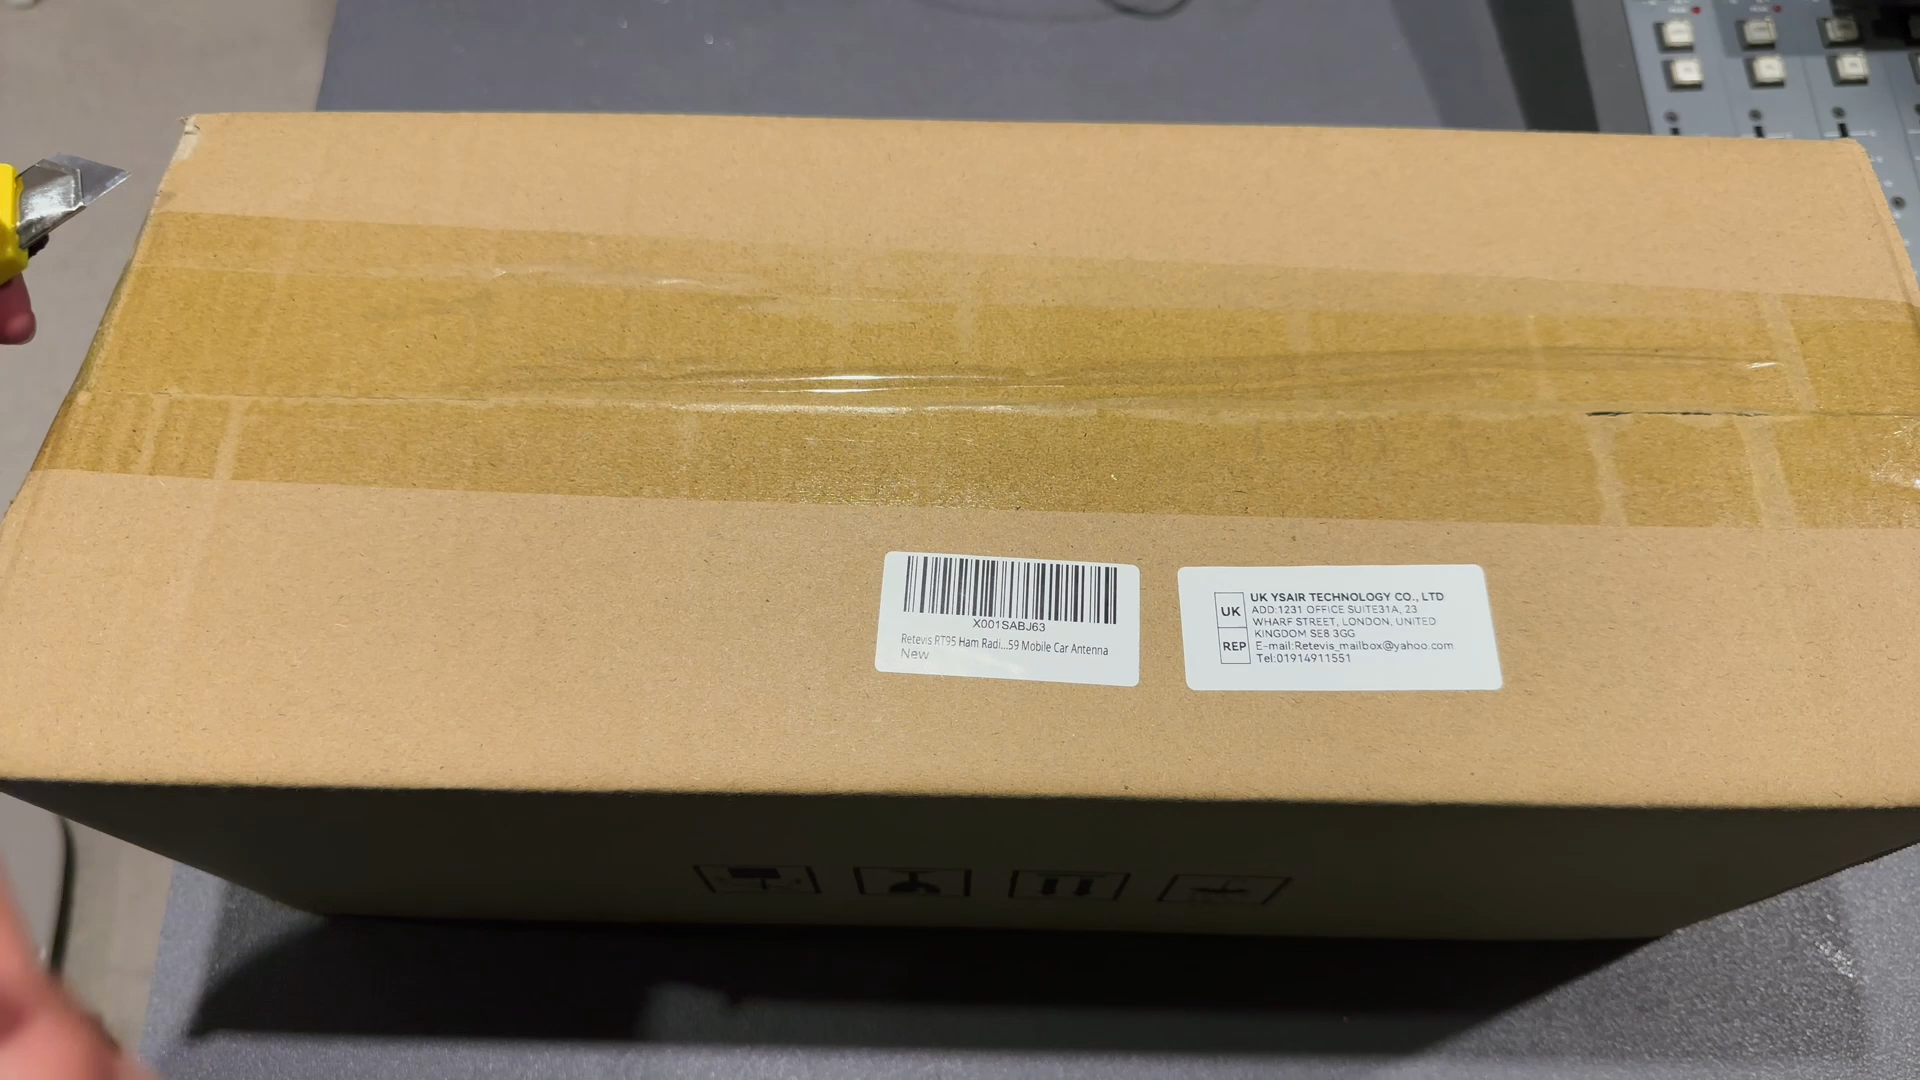 X001SABJ63
Retevis RT95 Ham Radi...59 Mobile Car Antenna
New
UK
REP
UK YSAIR TECHNOLOGY CO., LTD
ADD:1231 OFFICE SUITE31A, 23
WHARF STREET, LONDON, UNITED
KINGDOM SE8 3GG
E-mail:Retevis_mailbox@yahoo.com
Tel:01914911551